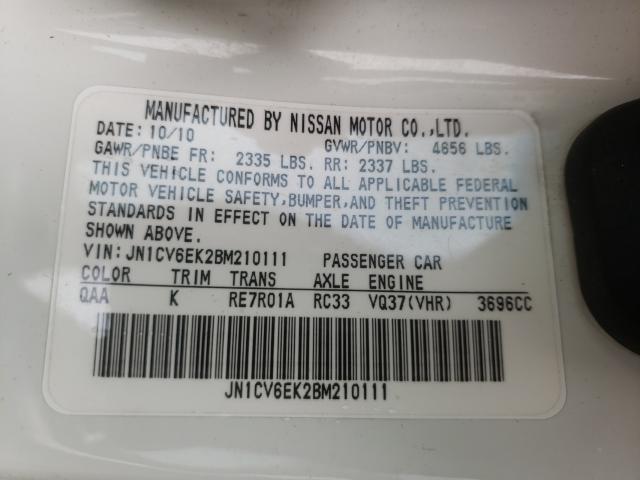 MANUFACTURED BY NISSAN MOTOR CO.,LTD.
DATE: 10/10 GVWR/PNBV: 4656 LBS.
GAWR/PNBE FR: 2335 LBS. RR: 2337 LBS.
THIS VEHICLE CONFORMS TO ALL APPLICABLE FEDERAL
MOTOR VEHICLE SAFETY,BUMPER,AND THEFT PREVENTION
STANDARDS IN EFFECT ON THE DATE OF MANUFACTURE
SHOWN ABOVE.
VIN: JN1CV6EK2BM210111 PASSENGER CAR
COLOR TRIM TRANS AXLE ENGINE
QAA K RE7R01A RC33 VQ37(VHR) 3696CC
JN1CV6EK2BM210111